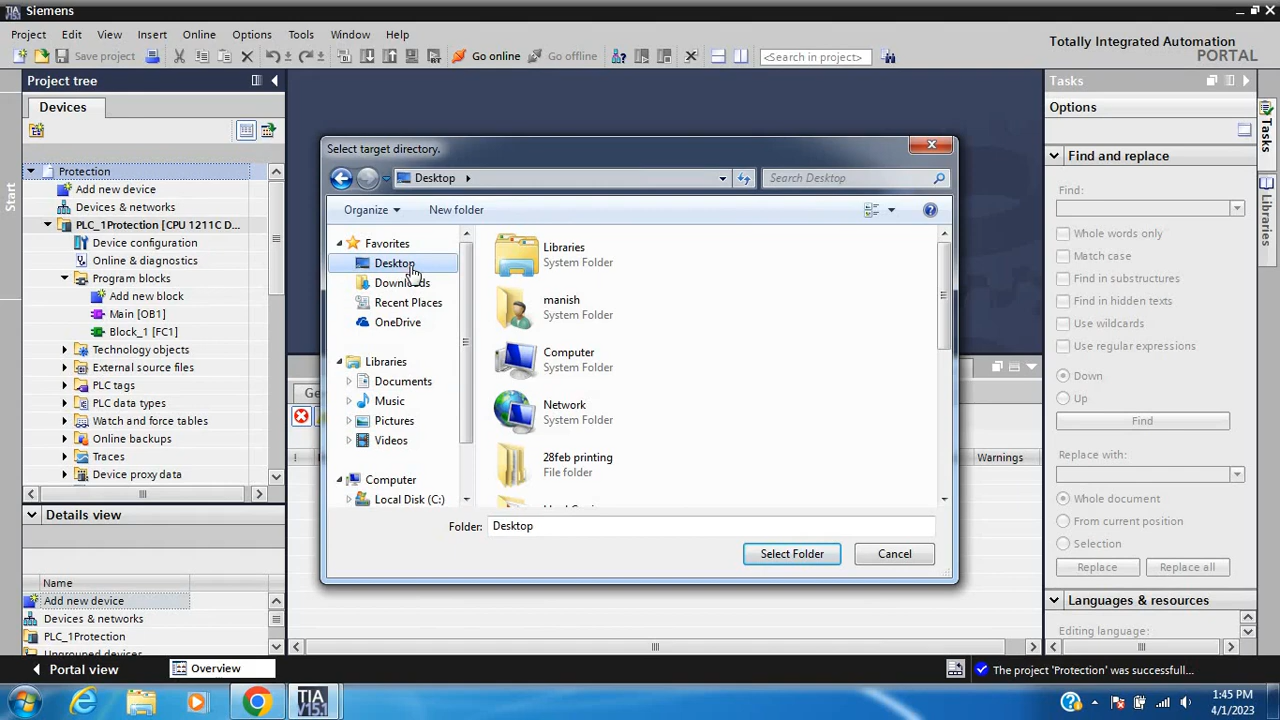 Siemens
Project Edit View Insert Online Options Tools Window Help
Totally Integrated Automation
PORTAL
Save project
Go online
Go offline
<Search in project>
Project tree
Tasks
Devices
Options
Start
Protection
Add new device
Devices & networks
PLC_1Protection [CPU 1211C D...
Device configuration
Online & diagnostics
Program blocks
Add new block
Main [OB1]
Block_1 [FC1]
Technology objects
External source files
PLC tags
PLC data types
Watch and force tables
Online backups
Traces
Device proxy data
Details view
Name
Add new device
Devices & networks
PLC_1Protection
Ungrouped devices
Portal view
Overview
Select target directory.
Desktop
Search Desktop
Organize
New folder
Favorites
Desktop
Downloads
Recent Places
OneDrive
Libraries
Documents
Music
Pictures
Videos
Computer
Local Disk (C:)
Libraries
System Folder
manish
System Folder
Computer
System Folder
Network
System Folder
28feb printing
File folder
Folder: Desktop
Select Folder
Cancel
Ge
!
Warnings
Find and replace
Find:
Whole words only
Match case
Find in substructures
Find in hidden texts
Use wildcards
Use regular expressions
Down
Up
Find
Replace with:
Whole document
From current position
Selection
Replace
Replace all
Languages & resources
Editing language:
Tasks
Libraries
The project 'Protection' was successfull...
TIA
V15.1
1:45 PM
4/1/2023